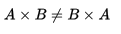 A × B ≠ B × A